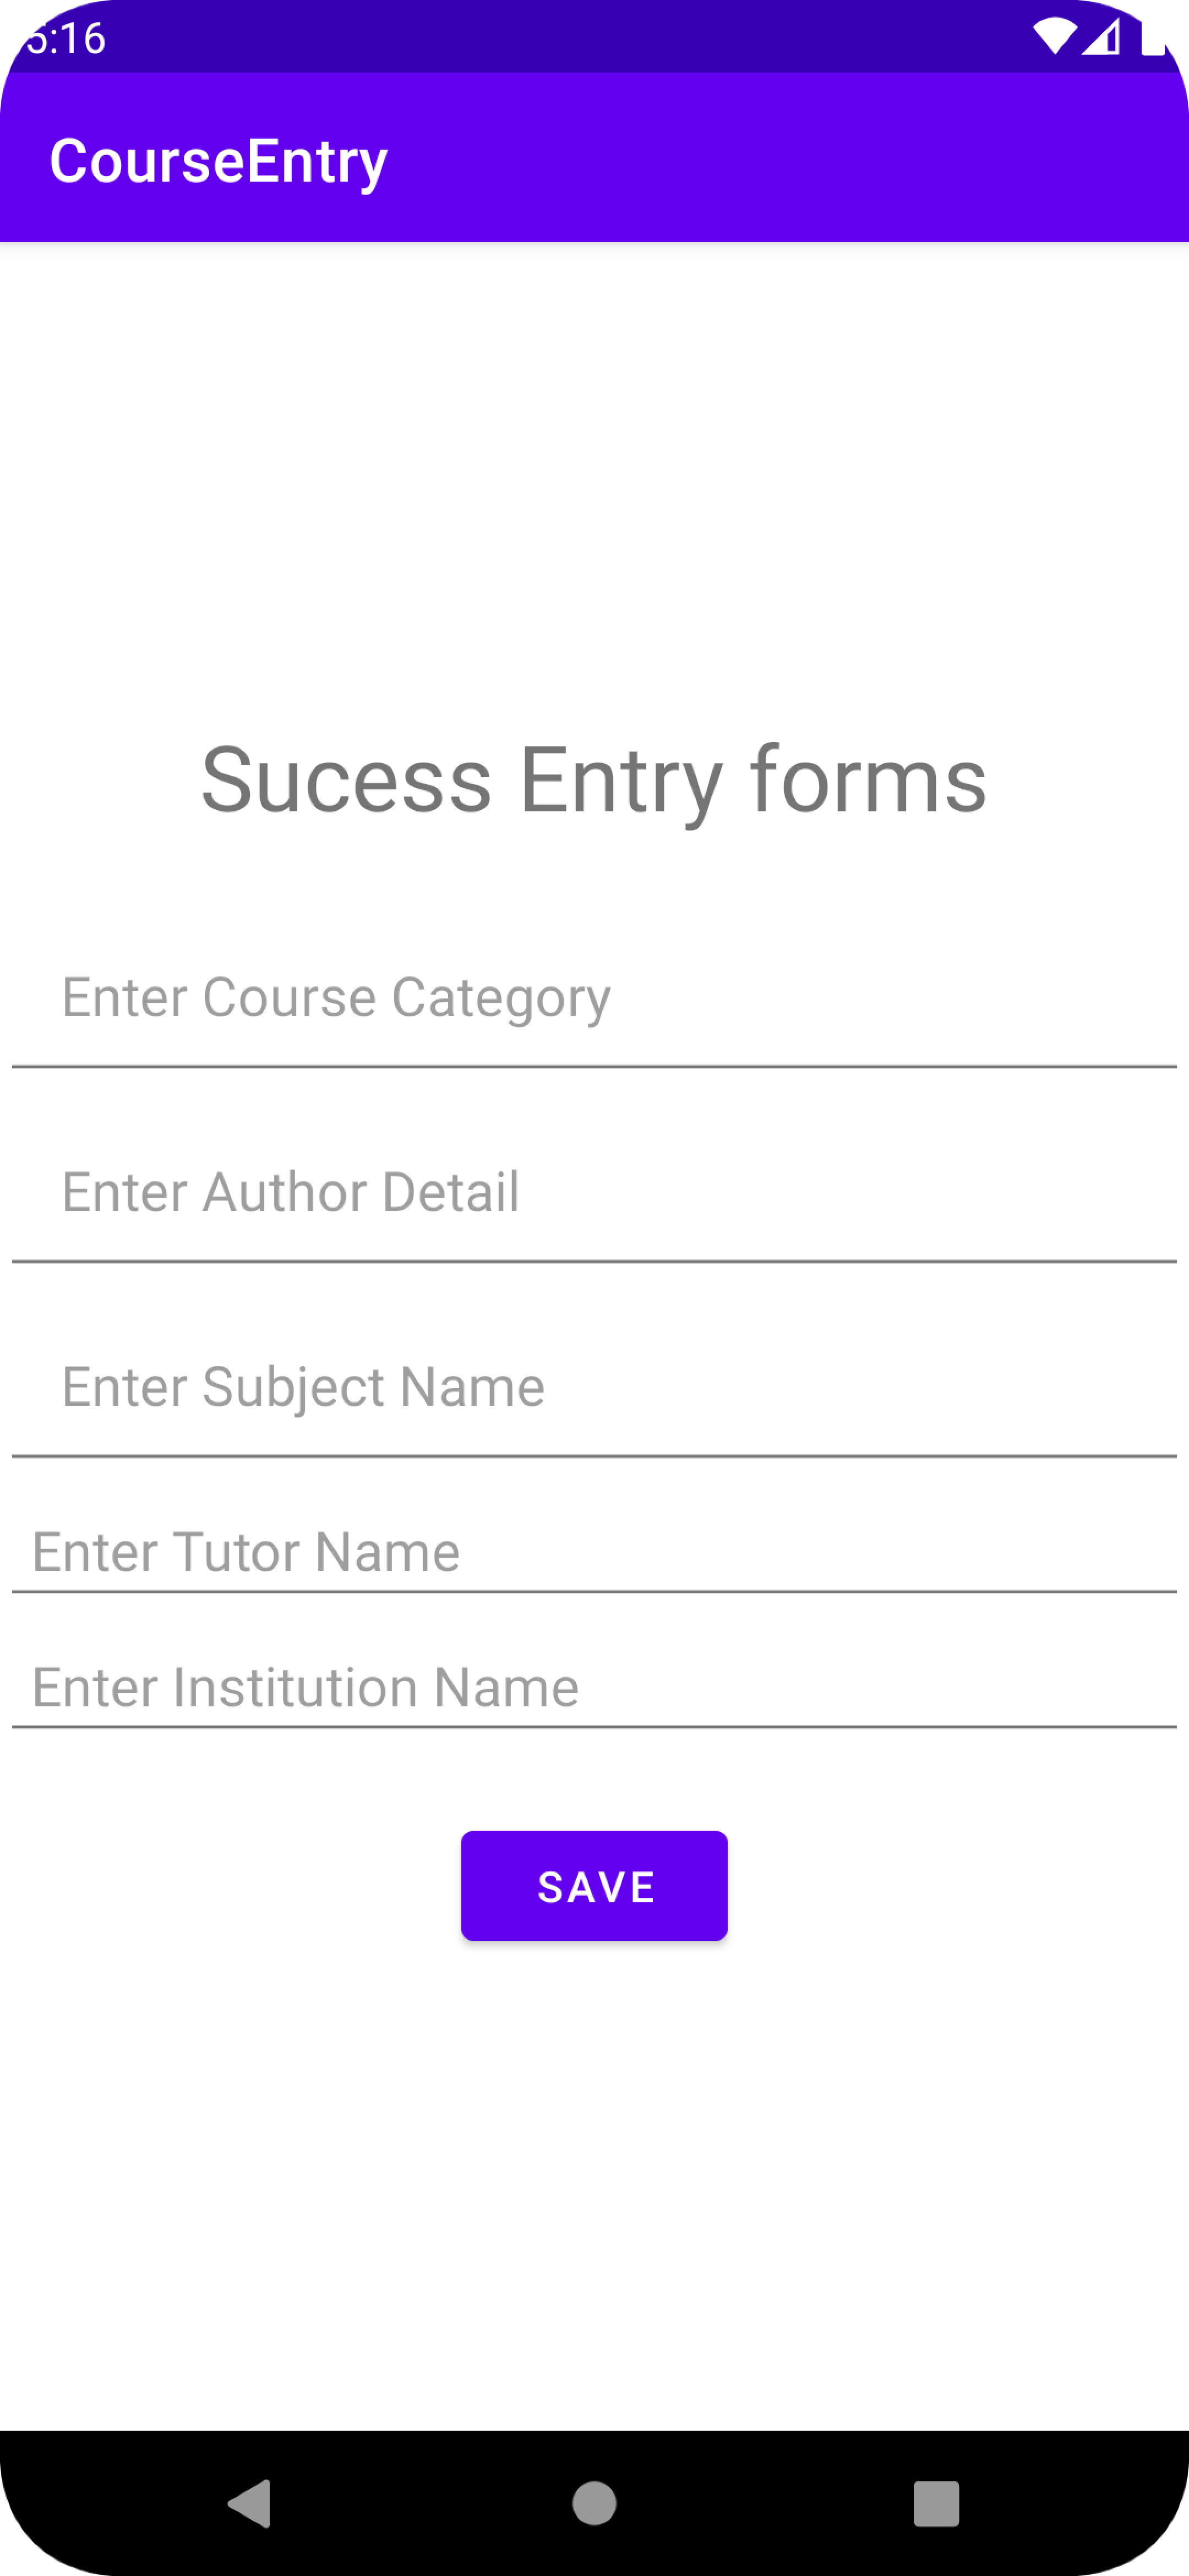 5:16
CourseEntry
Sucess Entry forms
Enter Course Category
Enter Author Detail
Enter Subject Name
Enter Tutor Name
Enter Institution Name
SAVE